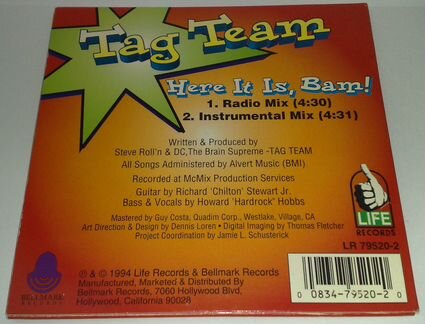 Tag Team
Here It Is, Bam!
1. Radio Mix (4:30)
2. Instrumental Mix (4:31)
Written & Produced by
Steve Roll'n & DC,The Brain Supreme -TAG TEAM
All Songs Administered by Alvert Music (BMI)
Recorded at McMix Production Services
Guitar by Richard 'Chilton' Stewart Jr.
Bass & Vocals by Howard 'Hardrock' Hobbs
Mastered by Guy Costa, Quadim Corp., Westlake, Village, CA
Art Direction & Design by Dennis Loren • Digital Imaging by Thomas Fletcher
Project Coordination by Jamie L. Schusterick
LIFE
RECORDS
LR 79520-2
BELLMARK
RECORDS
℗ & © 1994 Life Records & Bellmark Records
Manufactured, Marketed & Distributed By
Bellmark Records, 7060 Hollywood Blvd,
Hollywood, California 90028
0 0834-79520-2 0